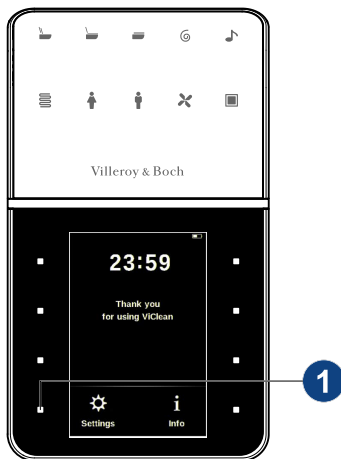 Villeroy & Boch
23:59
Thank you
for using ViClean
1
Settings
i
Info